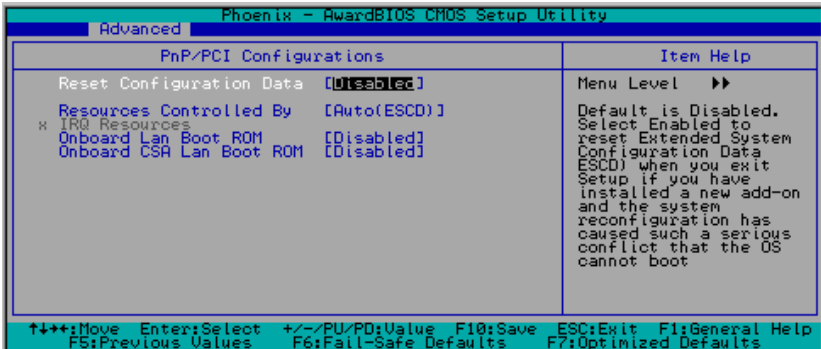 Phoenix - AwardBIOS CMOS Setup Utility
Advanced
PnP/PCI Configurations
Item Help
Reset Configuration Data [Disabled]
Resources Controlled By [Auto(ESCD)]
x IRQ Resources
Onboard Lan Boot ROM [Disabled]
Onboard CSA Lan Boot ROM [Disabled]
Menu Level ▶▶
Default is Disabled.
Select Enabled to
reset Extended System
Configuration Data
ESCD) when you exit
Setup if you have
installed a new add-on
and the system
reconfiguration has
caused such a serious
conflict that the OS
cannot boot
↑↓→←:Move Enter:Select +/-/PU/PD:Value F10:Save ESC:Exit F1:General Help
F5:Previous Values F6:Fail-Safe Defaults F7:Optimized Defaults